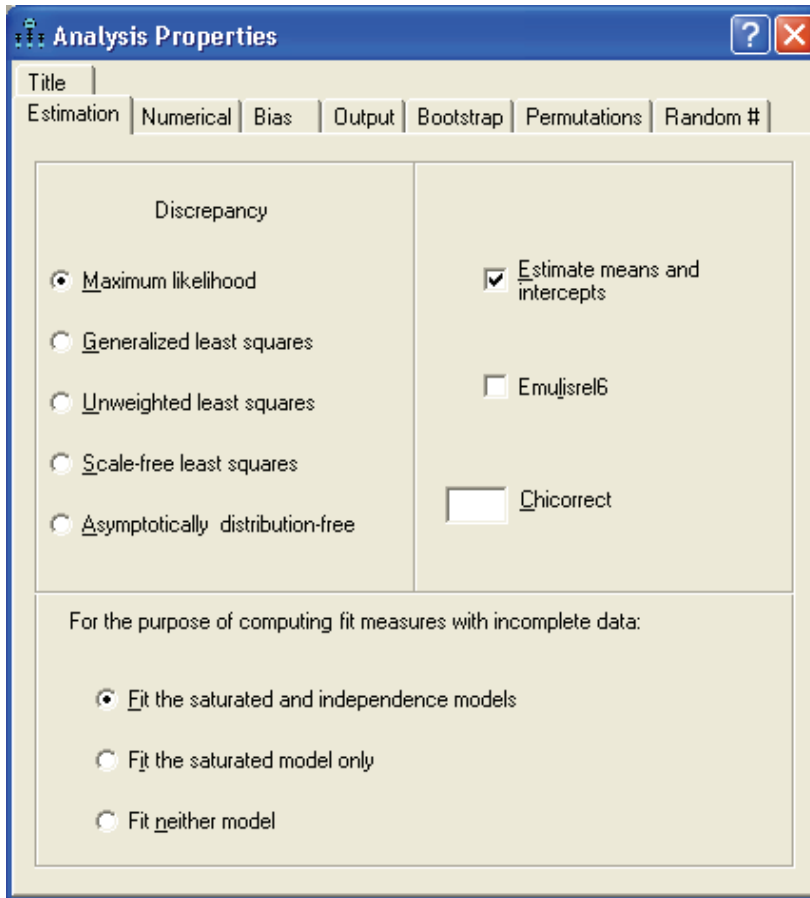 Analysis Properties
?
Title
Estimation Numerical Bias Output Bootstrap Permutations Random #
Discrepancy
Maximum likelihood
Generalized least squares
Unweighted least squares
Scale-free least squares
Asymptotically distribution-free
Estimate means and
intercepts
Emulisrel6
Chicorrect
For the purpose of computing fit measures with incomplete data:
Fit the saturated and independence models
Fit the saturated model only
Fit neither model